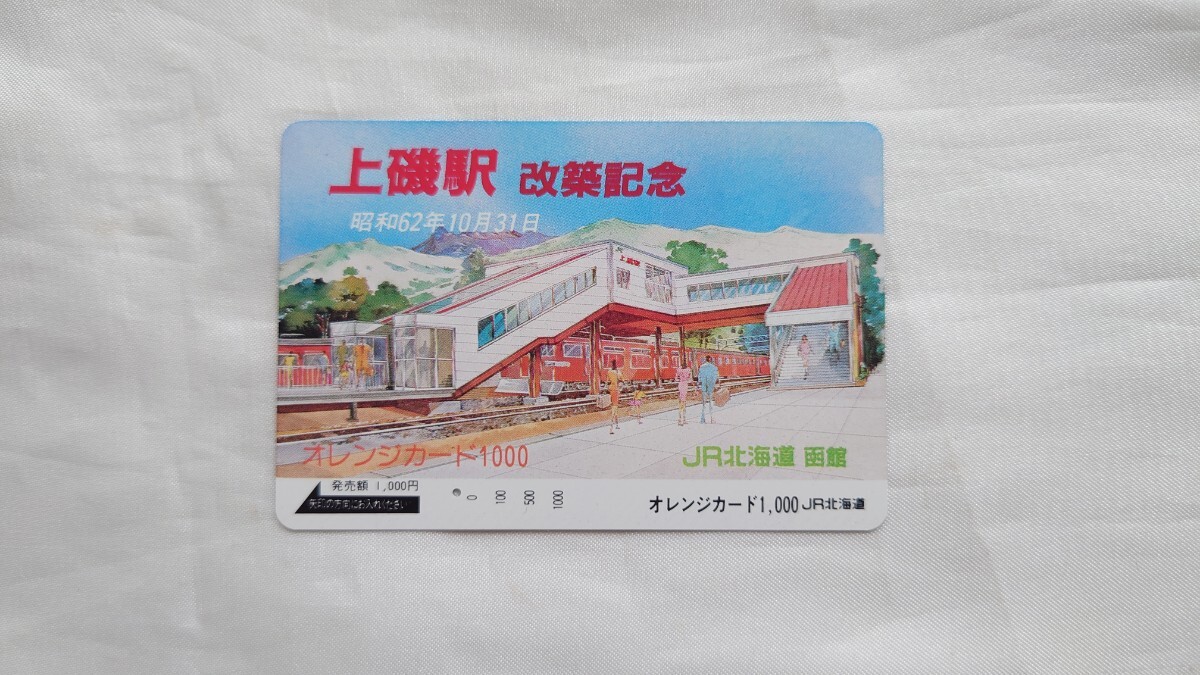 上磯駅 改築記念
昭和62年10月31日
上磯駅
オレンジカード1000
JR北海道 函館
発売額 1,000円
矢印の方向にお入れください
0 100 500 1000
オレンジカード1,000 JR北海道